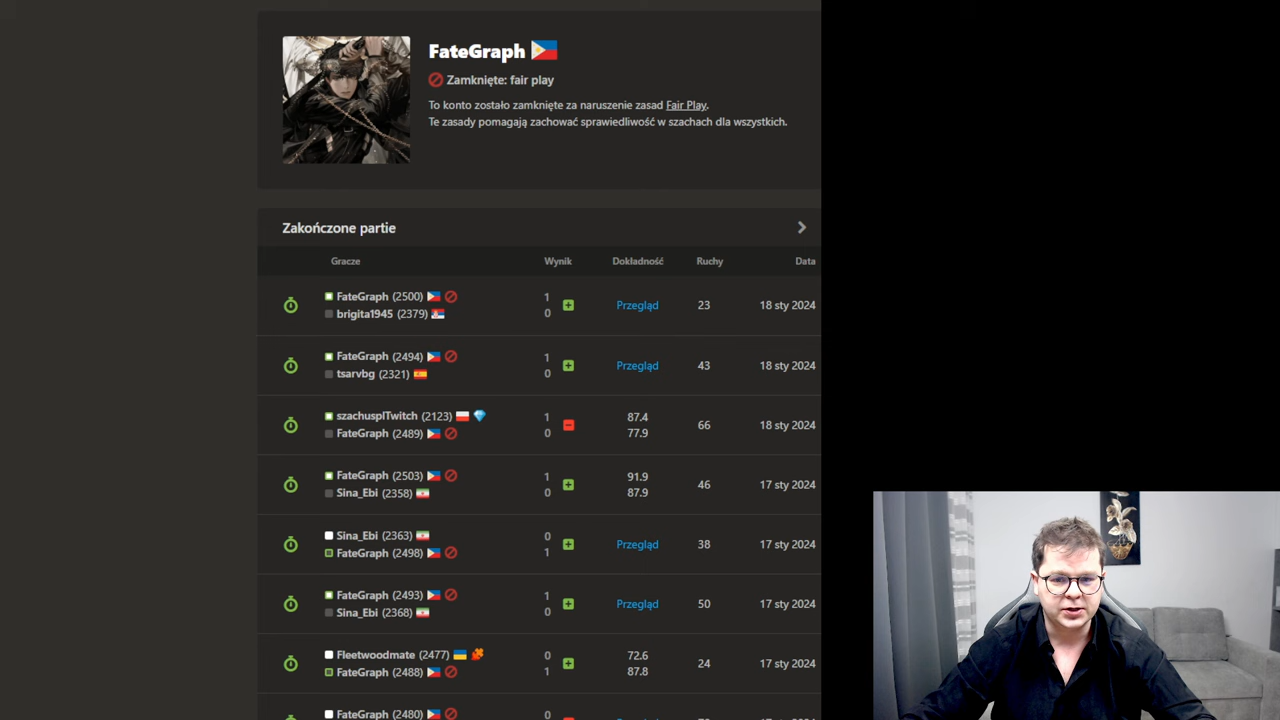 FateGraph
Zamknięte: fair play
To konto zostało zamknięte za naruszenie zasad Fair Play.
Te zasady pomagają zachować sprawiedliwość w szachach dla wszystkich.
Zakończone partie
Gracze Wynik Dokładność Ruchy Data
FateGraph (2500) 1
Przegląd 23 18 sty 2024
brigita1945 (2379) 0
FateGraph (2494) 1
Przegląd 43 18 sty 2024
tsarvbg (2321) 0
szachusplTwitch (2123) 1 87.4
66 18 sty 2024
FateGraph (2489) 0 77.9
FateGraph (2503) 1 91.9
46 17 sty 2024
Sina_Ebi (2358) 0 87.9
Sina_Ebi (2363) 0
Przegląd 38 17 sty 2024
FateGraph (2498) 1
FateGraph (2493) 1
Przegląd 50 17 sty 2024
Sina_Ebi (2368) 0
Fleetwoodmate (2477) 0 72.6
24 17 sty 2024
FateGraph (2488) 1 87.8
FateGraph (2480) 0